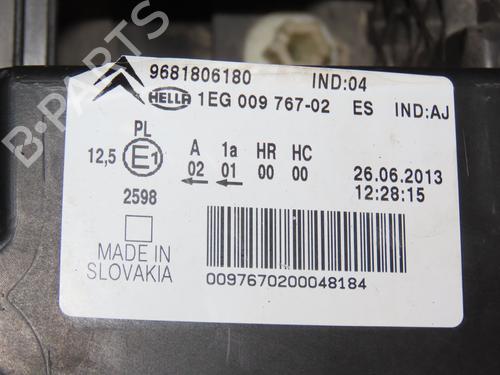 9681806180 IND:04
HELLA 1EG 009 767-02 ES IND:AJ
PL A 1a HR HC
12,5 E1 02 01 00 00 26.06.2013
2598 12:28:15
MADE IN
SLOVAKIA
0097670200048184
B-PARTS